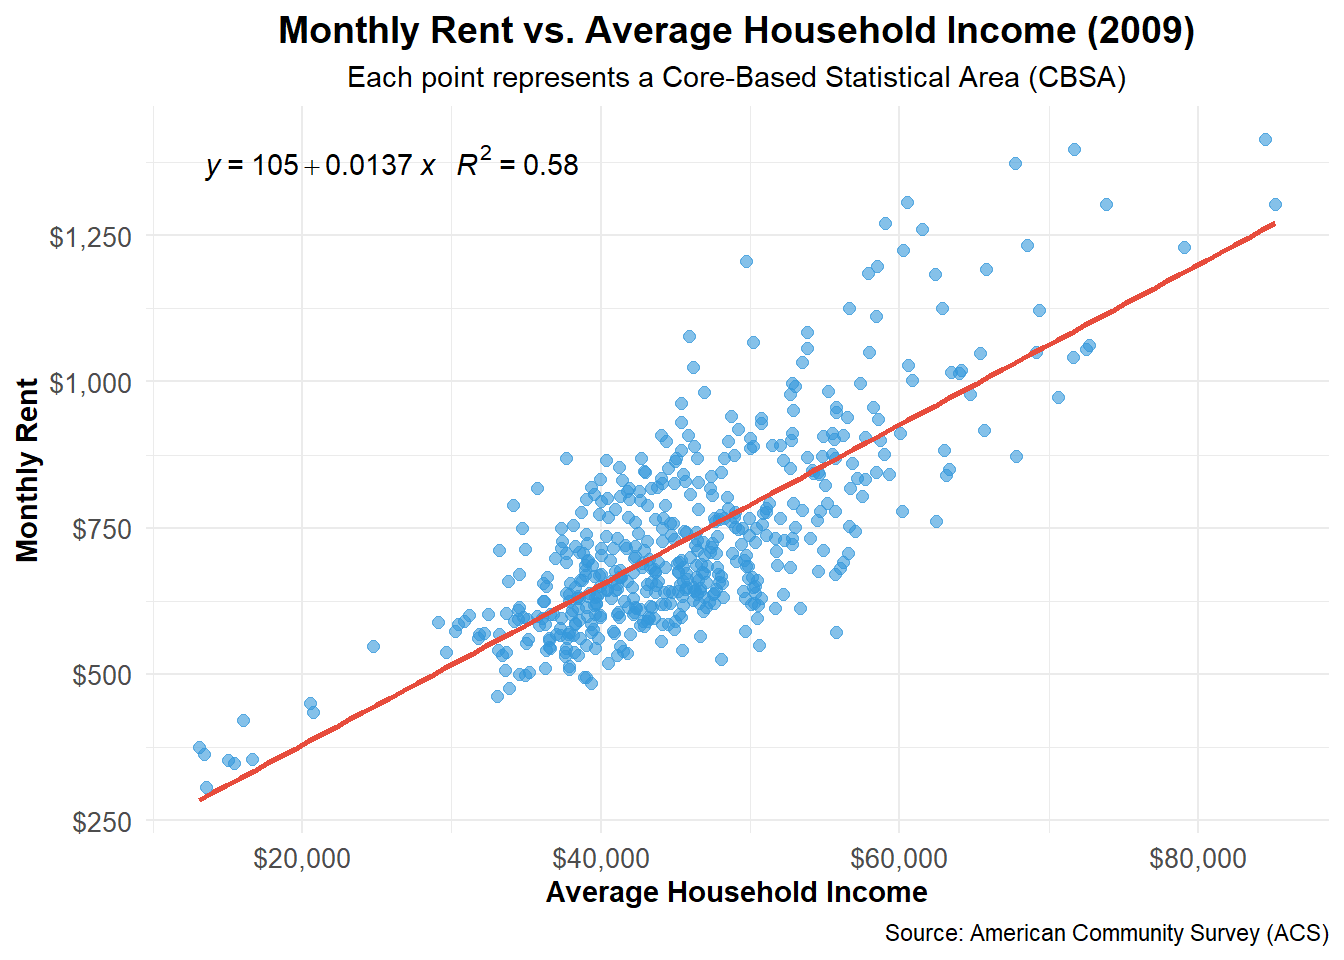 Monthly Rent vs. Average Household Income (2009)
Each point represents a Core-Based Statistical Area (CBSA)
y = 105 + 0.0137 x R² = 0.58
Monthly Rent
$1,250
$1,000
$750
$500
$250
$20,000 $40,000 $60,000 $80,000
Average Household Income
Source: American Community Survey (ACS)